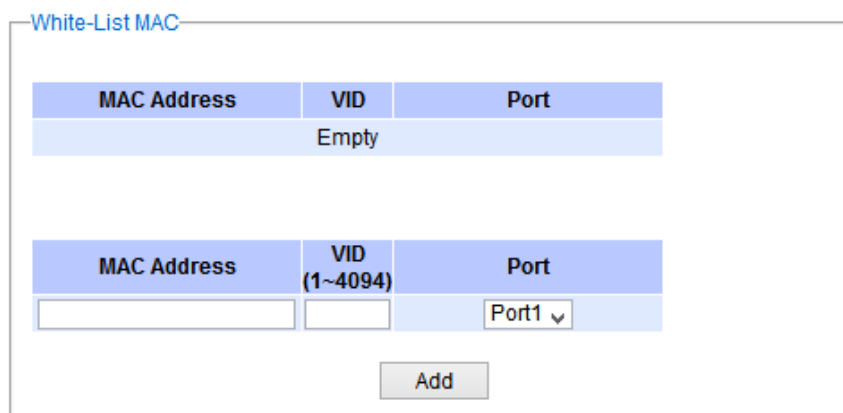 White-List MAC
MAC Address VID Port
Empty
MAC Address VID (1~4094) Port
Port1
Add